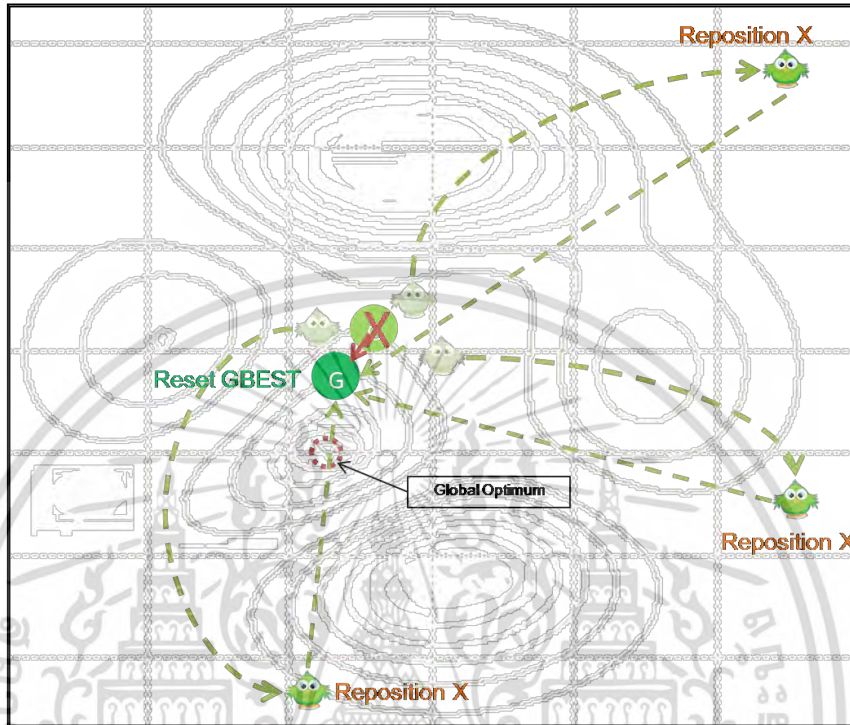 Reposition X
X
Reset GBEST
G
Global Optimum
Reposition X
Reposition X